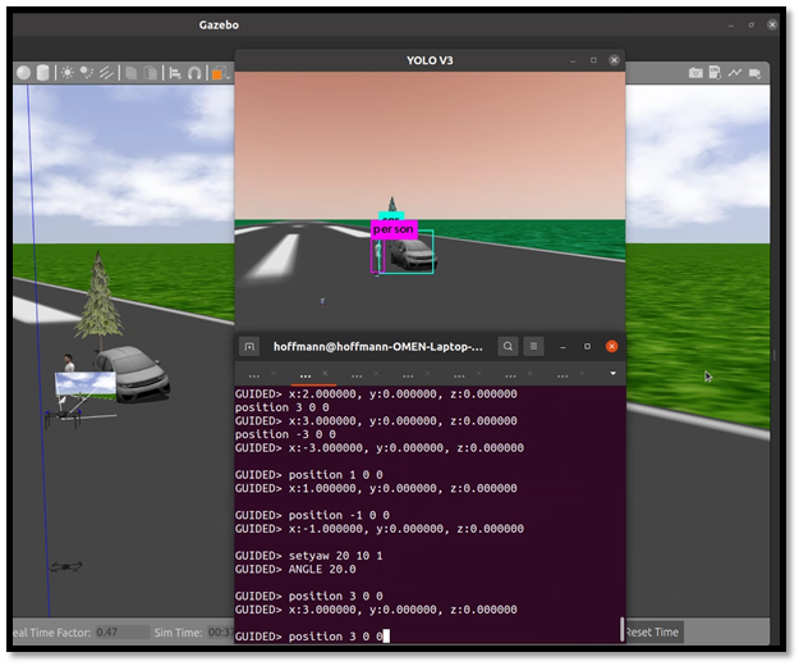 Gazebo
YOLO V3
person
hoffmann@hoffmann-OMEN-Laptop-...
... ... ... ... ... ... ...
GUIDED> x:2.000000, y:0.000000, z:0.000000
position 3 0 0
GUIDED> x:3.000000, y:0.000000, z:0.000000
position -3 0 0
GUIDED> x:-3.000000, y:0.000000, z:0.000000
GUIDED> position 1 0 0
GUIDED> x:1.000000, y:0.000000, z:0.000000
GUIDED> position -1 0 0
GUIDED> x:-1.000000, y:0.000000, z:0.000000
GUIDED> setyaw 20 10 1
GUIDED> ANGLE 20.0
GUIDED> position 3 0 0
GUIDED> x:3.000000, y:0.000000, z:0.000000
GUIDED> position 3 0 0
eal Time Factor: 0.47 Sim Time: 00:3
Reset Time